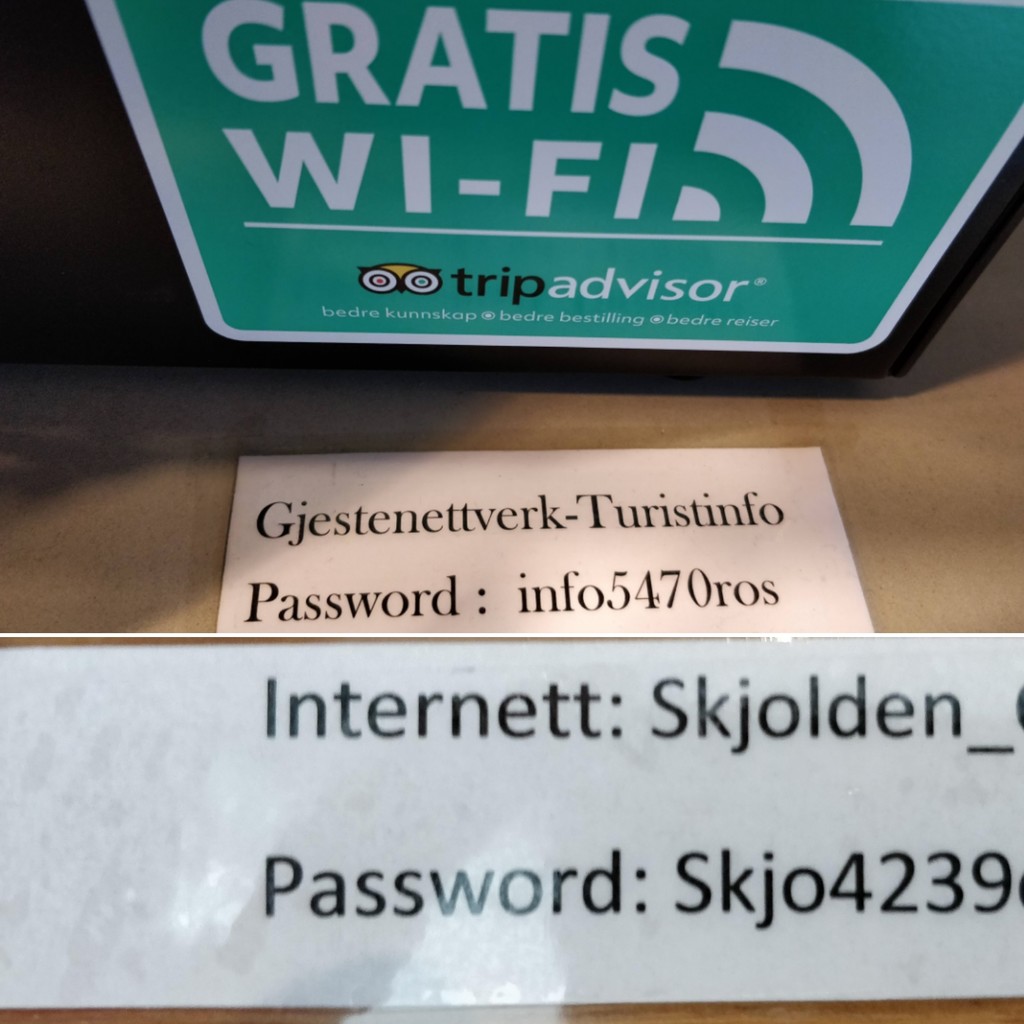 GRATIS
WI-FI
tripadvisor®
bedre kunnskap bedre bestilling bedre reiser
Gjestenettverk-Turistinfo
Password : info5470ros
Internett: Skjolden_
Password: Skjo4239